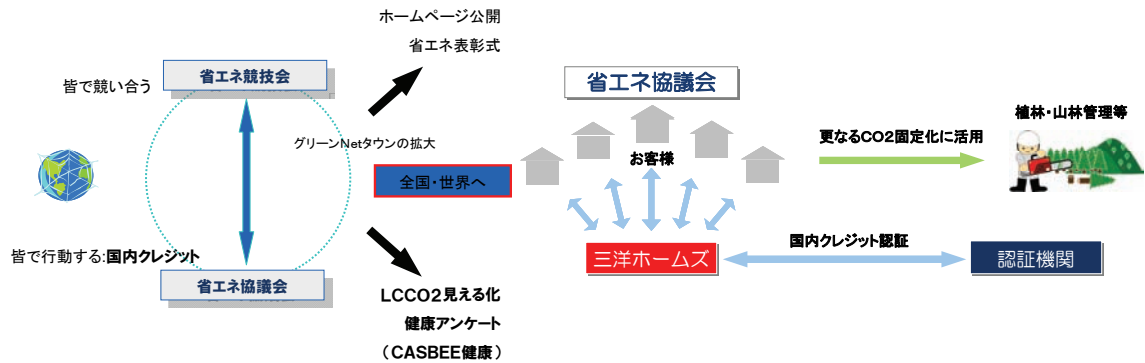 ホームページ公開
省エネ表彰式
皆で競い合う
省エネ競技会
グリーンNetタウンの拡大
全国・世界へ
皆で行動する:国内クレジット
省エネ協議会
LCCO2見える化
健康アンケート
(CASBEE健康)
省エネ協議会
お客様
三洋ホームズ
更なるCO2固定化に活用
植林・山林管理等
国内クレジット認証
認証機関